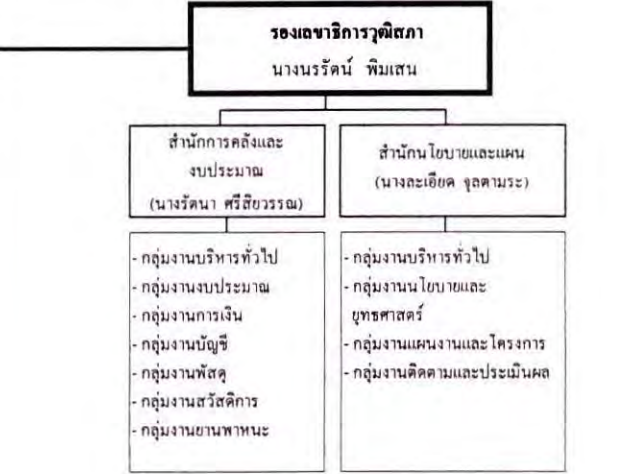 รองเลขาธิการวุฒิสภา
นางนรรัตน์ พิมเสน
สำนักการคลังและ
งบประมาณ
(นางรัตนา ศรีสิยวรรณ)
- กลุ่มงานบริหารทั่วไป
- กลุ่มงานงบประมาณ
- กลุ่มงานการเงิน
- กลุ่มงานบัญชี
- กลุ่มงานพัสดุ
- กลุ่มงานสวัสดิการ
- กลุ่มงานยานพาหนะ
สำนักนโยบายและแผน
(นางละเอียด จุลตามระ)
- กลุ่มงานบริหารทั่วไป
- กลุ่มงานนโยบายและ
ยุทธศาสตร์
- กลุ่มงานแผนงานและโครงการ
- กลุ่มงานติดตามและประเมินผล